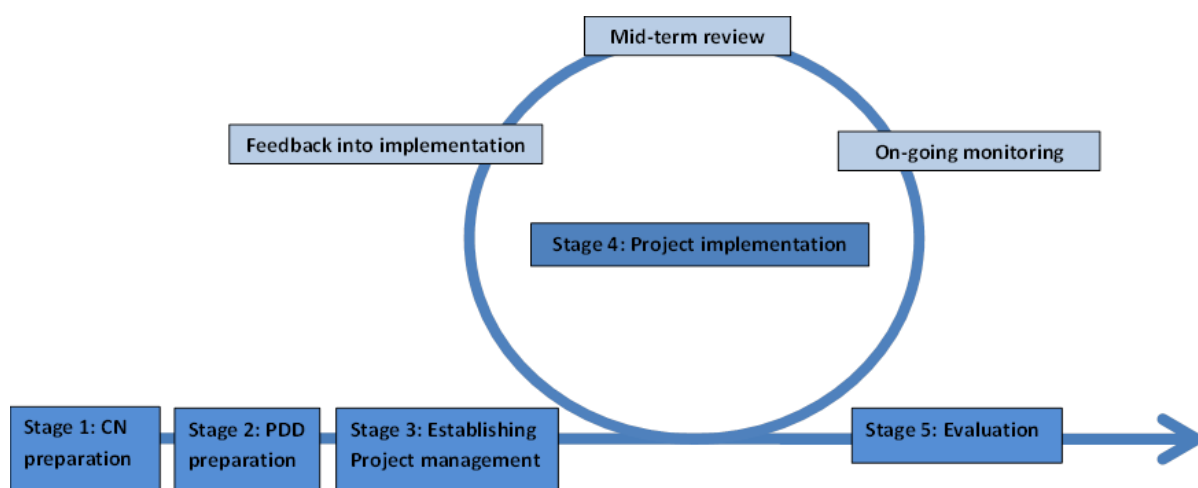 Mid-term review
Feedback into implementation
On-going monitoring
Stage 4: Project implementation
Stage 1: CN
preparation
Stage 2: PDD
preparation
Stage 3: Establishing
Project management
Stage 5: Evaluation